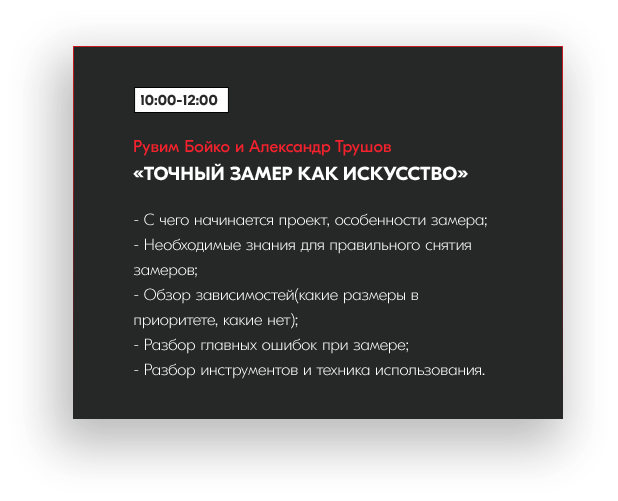 10:00-12:00
Рувим Бойко и Александр Трушов
«ТОЧНЫЙ ЗАМЕР КАК ИСКУССТВО»
- С чего начинается проект, особенности замера;
- Необходимые знания для правильного снятия
замеров;
- Обзор зависимостей(какие размеры в
приоритете, какие нет);
- Разбор главных ошибок при замере;
- Разбор инструментов и техника использования.